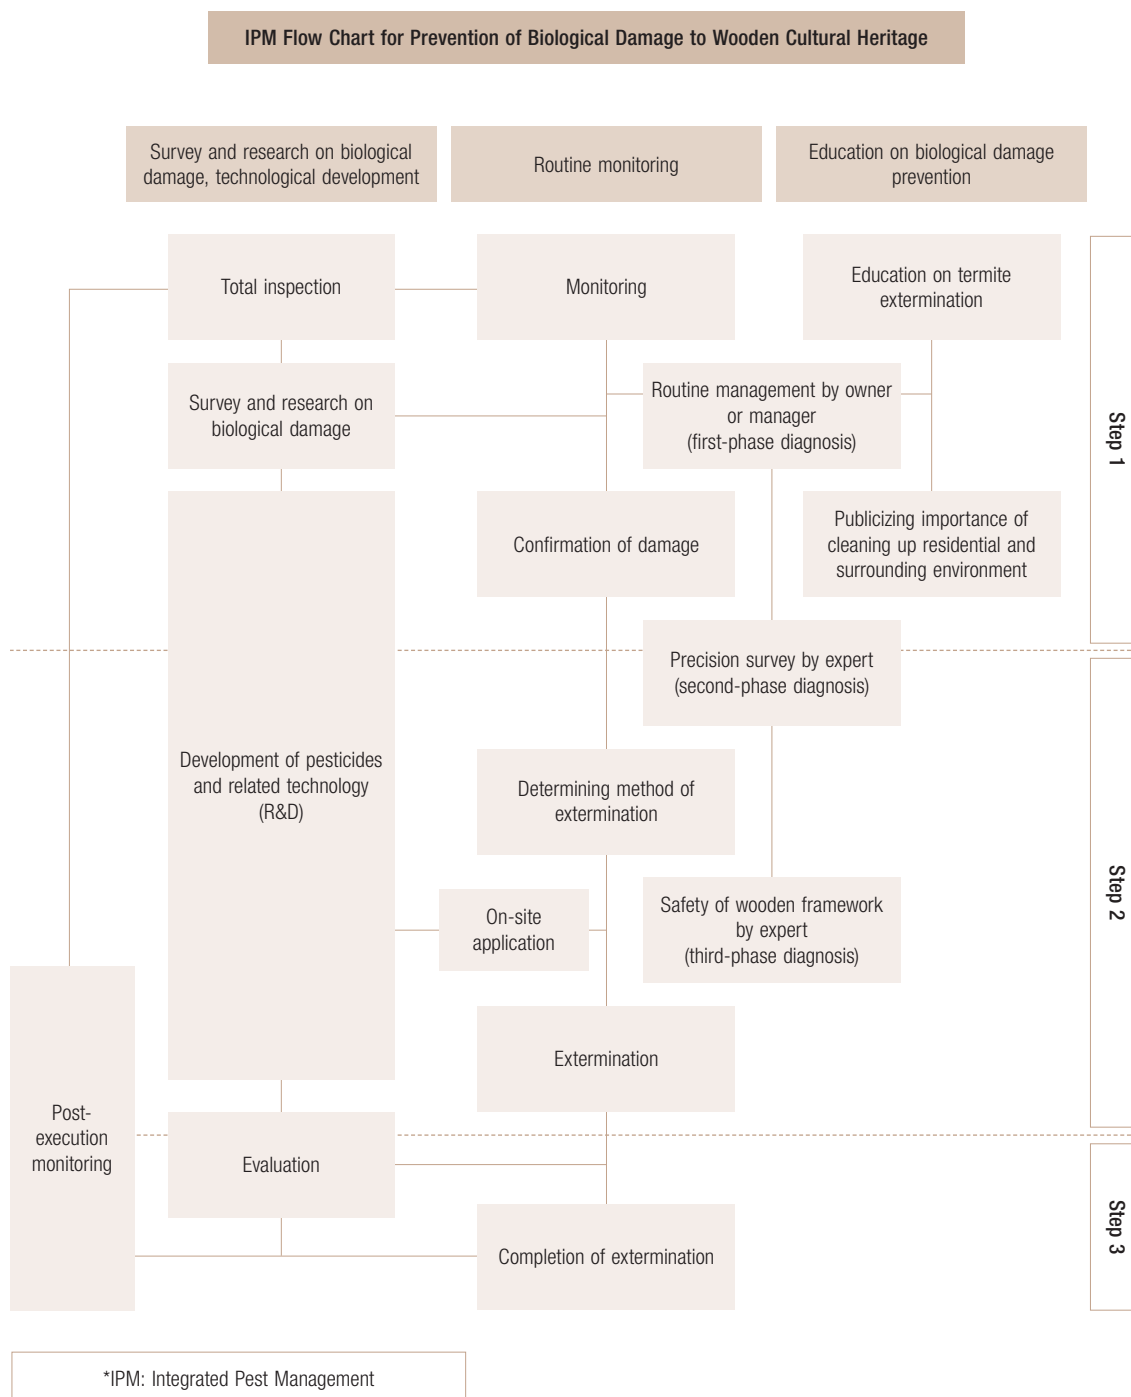 IPM Flow Chart for Prevention of Biological Damage to Wooden Cultural Heritage
Survey and research on biological
damage, technological development
Routine monitoring
Education on biological damage
prevention
Total inspection
Monitoring
Education on termite
extermination
Survey and research on
biological damage
Routine management by owner
or manager
(first-phase diagnosis)
Step 1
Confirmation of damage
Publicizing importance of
cleaning up residential and
surrounding environment
Precision survey by expert
(second-phase diagnosis)
Development of pesticides
and related technology
(R&D)
Determining method of
extermination
Step 2
On-site
application
Safety of wooden framework
by expert
(third-phase diagnosis)
Extermination
Post-
execution
monitoring
Evaluation
Step 3
Completion of extermination
*IPM: Integrated Pest Management